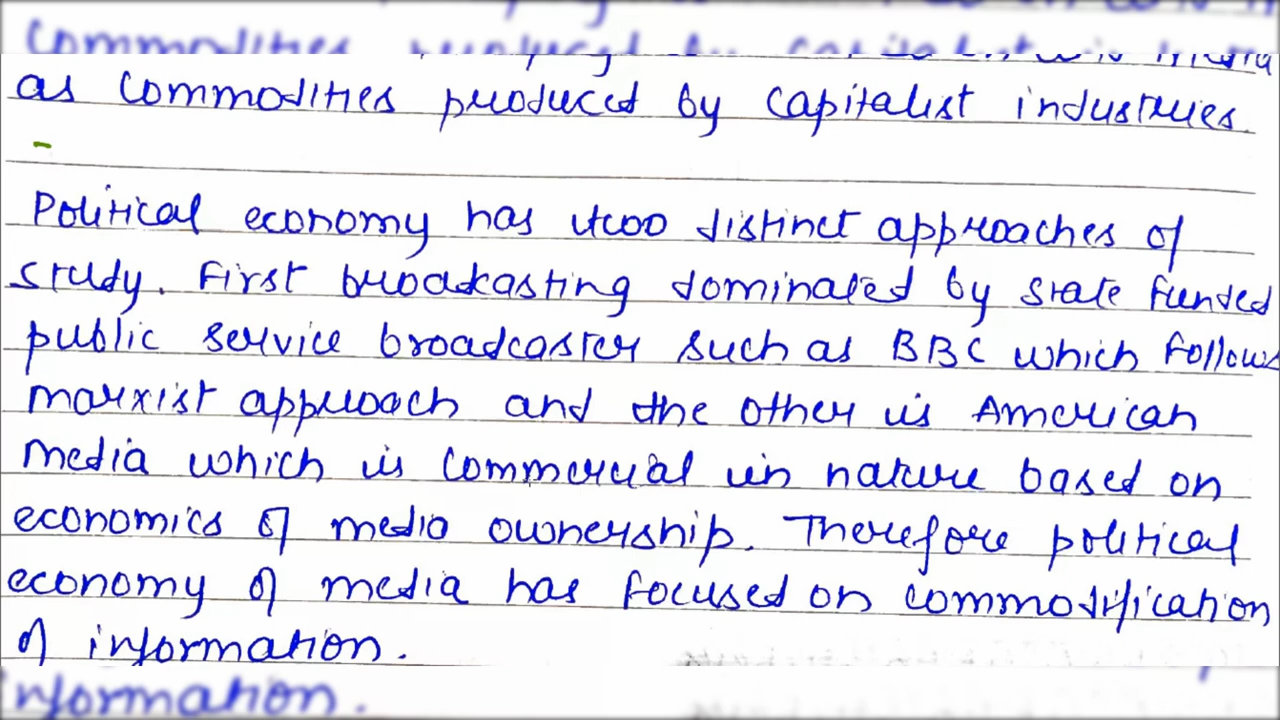 as commodities produced by capitalist industries.
Political economy has two distinct approaches of
study. First broadcasting dominated by state funded
public service broadcaster such as BBC which follows
marxist approach and the other is American
media which is commercial in nature based on
economics of media ownership. Therefore political
economy of media has focused on commodification
of information.